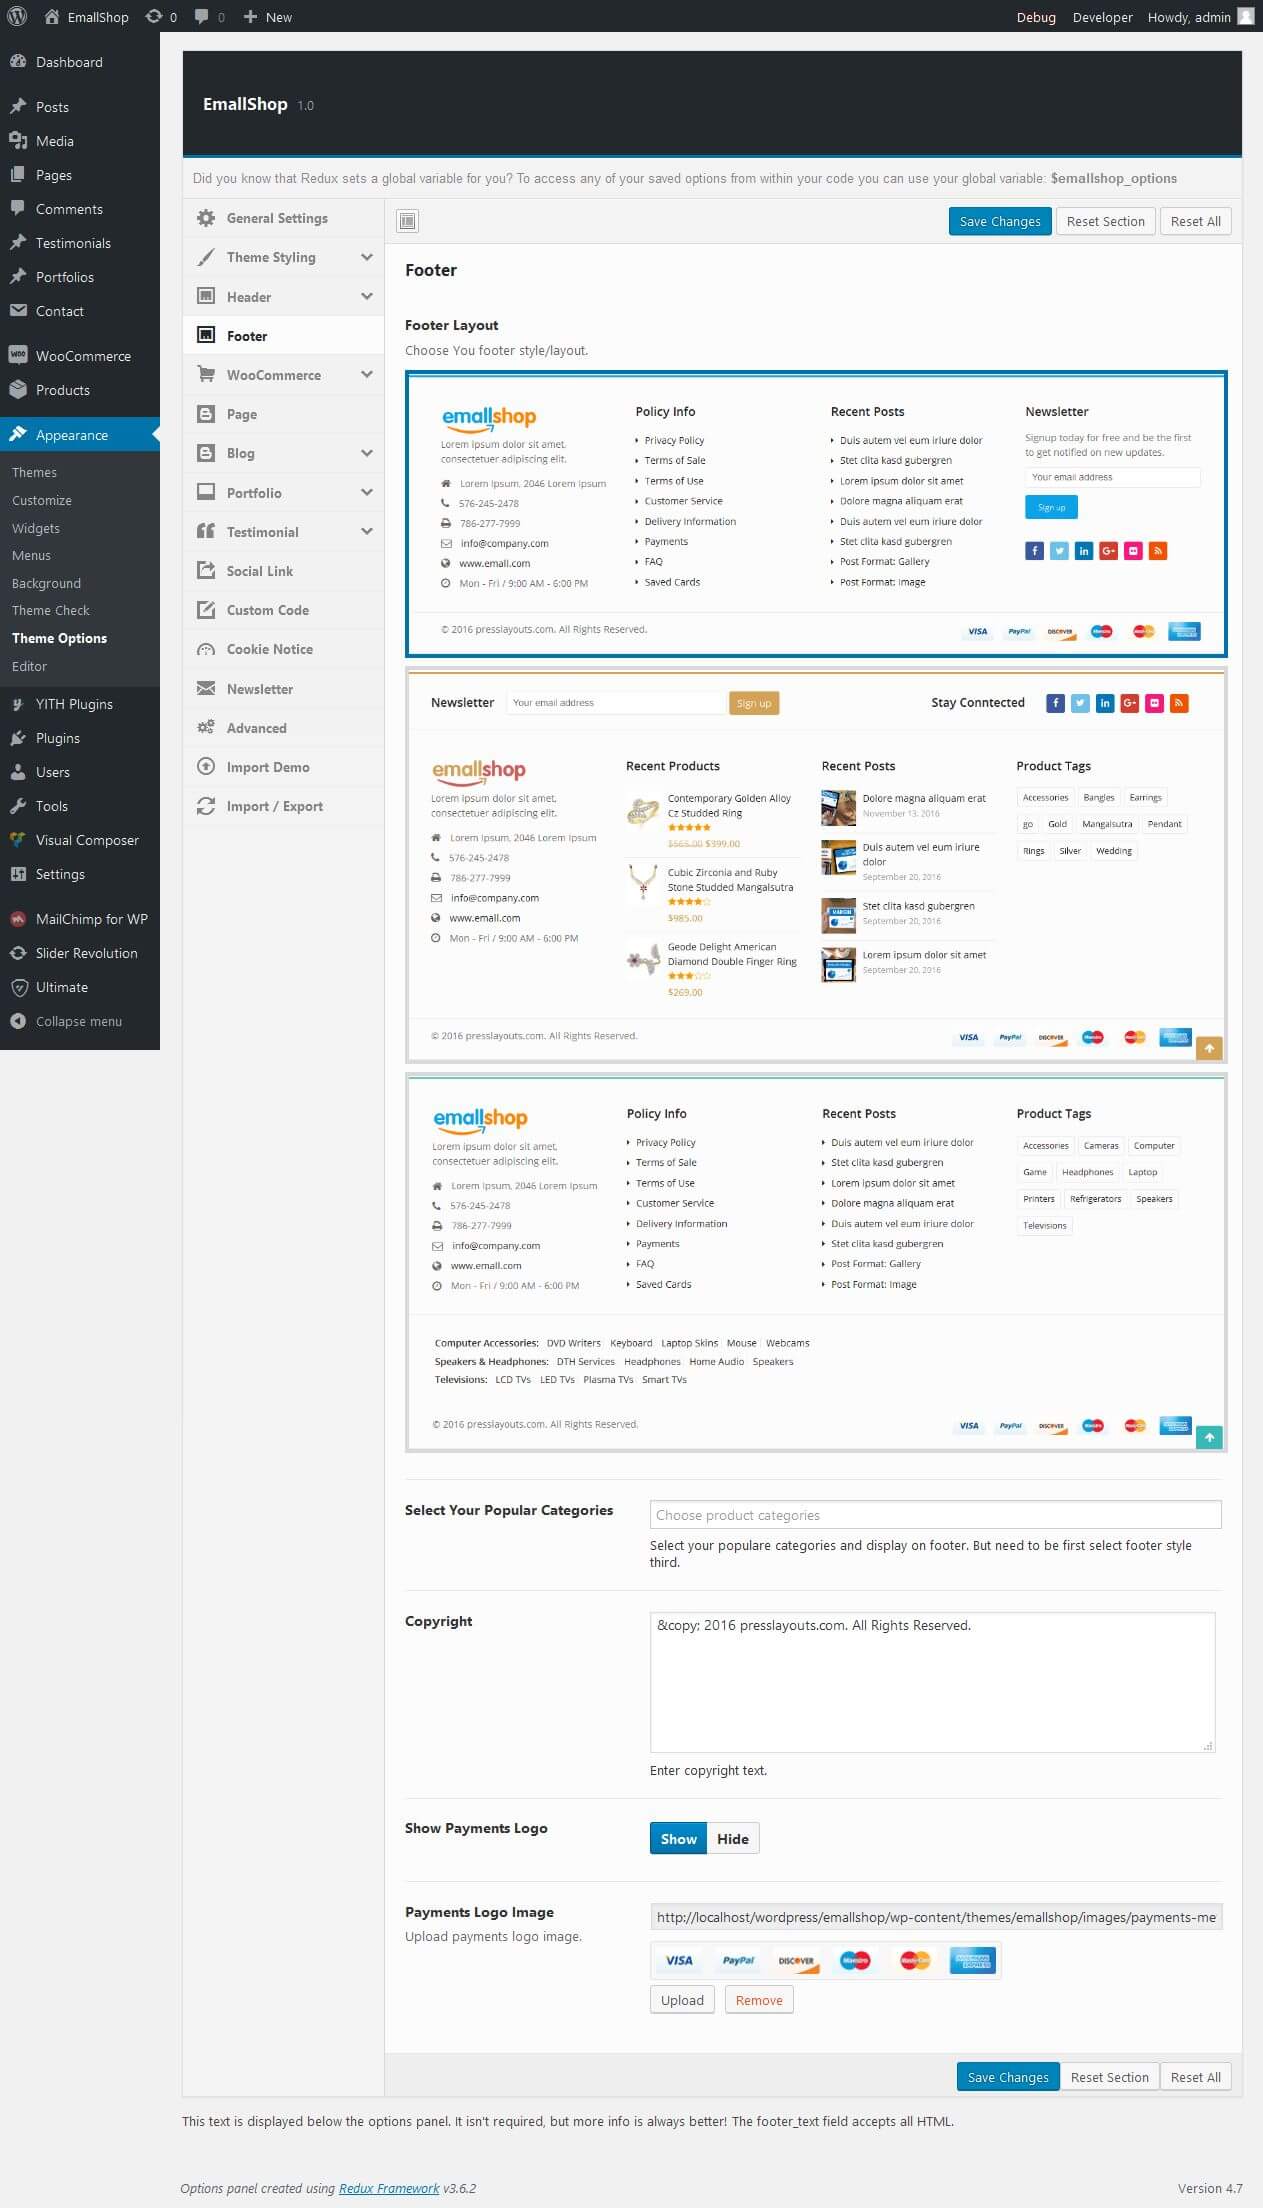 EmallShop 0 0 New Debug Developer Howdy, admin
Dashboard
Posts
Media
Pages
Comments
Testimonials
Portfolios
Contact
WooCommerce
Products
Appearance
Themes
Customize
Widgets
Menus
Background
Theme Check
Theme Options
Editor
YITH Plugins
Plugins
Users
Tools
Visual Composer
Settings
MailChimp for WP
Slider Revolution
Ultimate
Collapse menu
EmallShop 1.0
Did you know that Redux sets a global variable for you? To access any of your saved options from within your code you can use your global variable: $emallshop_options
General Settings
Theme Styling
Header
Footer
WooCommerce
Page
Blog
Portfolio
Testimonial
Social Link
Custom Code
Cookie Notice
Newsletter
Advanced
Import Demo
Import / Export
Save Changes Reset Section Reset All
Footer
Footer Layout
Choose You footer style/layout.
emallshop
Lorem ipsum dolor sit amet,
consectetuer adipiscing elit.
Lorem Ipsum, 2046 Lorem Ipsum
576-245-2478
786-277-7999
info@company.com
www.emall.com
Mon - Fri / 9:00 AM - 6:00 PM
Policy Info
Privacy Policy
Terms of Sale
Terms of Use
Customer Service
Delivery Information
Payments
FAQ
Saved Cards
Recent Posts
Duis autem vel eum iriure dolor
Stet clita kasd gubergren
Lorem ipsum dolor sit amet
Dolore magna aliquam erat
Duis autem vel eum iriure dolor
Stet clita kasd gubergren
Post Format: Gallery
Post Format: Image
Newsletter
Signup today for free and be the first
to get notified on new updates.
Your email address
Sign up
f in G+
© 2016 presslayouts.com. All Rights Reserved.
VISA PayPal DISCOVER Maestro MasterCard AMERICAN EXPRESS
Newsletter Your email address Sign up Stay Conntected f in G+
emallshop
Lorem ipsum dolor sit amet,
consectetuer adipiscing elit.
Lorem Ipsum, 2046 Lorem Ipsum
576-245-2478
786-277-7999
info@company.com
www.emall.com
Mon - Fri / 9:00 AM - 6:00 PM
Recent Products
Contemporary Golden Alloy
Cz Studded Ring
$565.00 $399.00
Cubic Zirconia and Ruby
Stone Studded Mangalsutra
$985.00
Geode Delight American
Diamond Double Finger Ring
$269.00
Recent Posts
Dolore magna aliquam erat
November 13, 2016
Duis autem vel eum iriure
dolor
September 20, 2016
Stet clita kasd gubergren
September 20, 2016
Lorem ipsum dolor sit amet
September 20, 2016
Product Tags
Accessories Bangles Earrings
go Gold Mangalsutra Pendant
Rings Silver Wedding
© 2016 presslayouts.com. All Rights Reserved.
VISA PayPal DISCOVER Maestro MasterCard AMERICAN EXPRESS
emallshop
Lorem ipsum dolor sit amet,
consectetuer adipiscing elit.
Lorem Ipsum, 2046 Lorem Ipsum
576-245-2478
786-277-7999
info@company.com
www.emall.com
Mon - Fri / 9:00 AM - 6:00 PM
Policy Info
Privacy Policy
Terms of Sale
Terms of Use
Customer Service
Delivery Information
Payments
FAQ
Saved Cards
Recent Posts
Duis autem vel eum iriure dolor
Stet clita kasd gubergren
Lorem ipsum dolor sit amet
Dolore magna aliquam erat
Duis autem vel eum iriure dolor
Stet clita kasd gubergren
Post Format: Gallery
Post Format: Image
Product Tags
Accessories Cameras Computer
Game Headphones Laptop
Printers Refrigerators Speakers
Televisions
Computer Accessories: DVD Writers Keyboard Laptop Skins Mouse Webcams
Speakers & Headphones: DTH Services Headphones Home Audio Speakers
Televisions: LCD TVs LED TVs Plasma TVs Smart TVs
© 2016 presslayouts.com. All Rights Reserved.
VISA PayPal DISCOVER Maestro MasterCard AMERICAN EXPRESS
Select Your Popular Categories
Choose product categories
Select your populare categories and display on footer. But need to be first select footer style
third.
Copyright
&copy; 2016 presslayouts.com. All Rights Reserved.
Enter copyright text.
Show Payments Logo
Show Hide
Payments Logo Image
Upload payments logo image.
http://localhost/wordpress/emallshop/wp-content/themes/emallshop/images/payments-me
VISA PayPal DISCOVER Maestro MasterCard AMERICAN EXPRESS
Upload Remove
Save Changes Reset Section Reset All
This text is displayed below the options panel. It isn't required, but more info is always better! The footer_text field accepts all HTML.
Options panel created using Redux Framework v3.6.2
Version 4.7